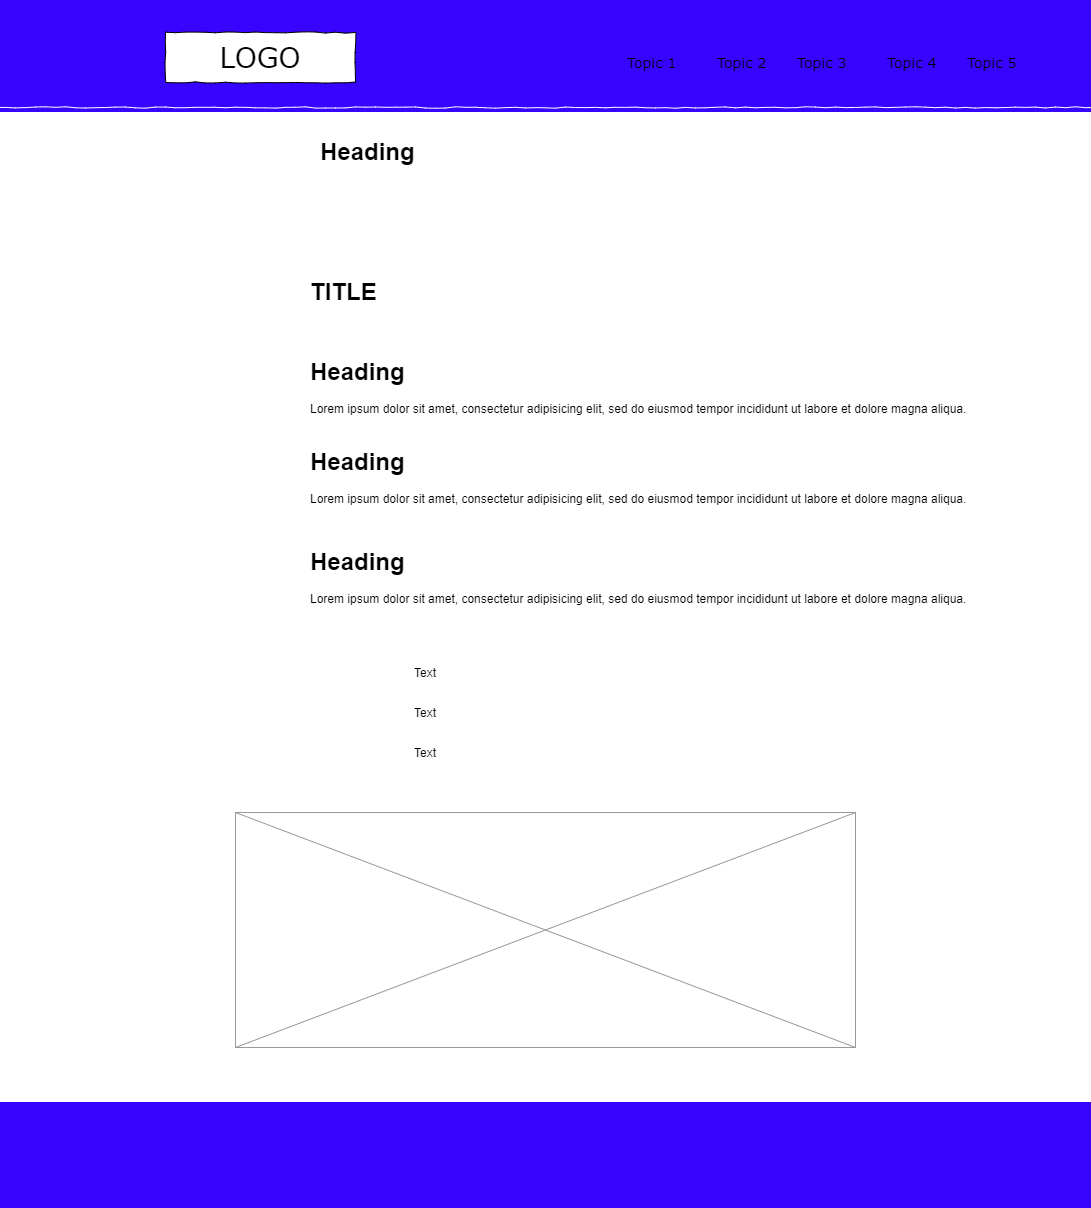 LOGO
Topic 1 Topic 2 Topic 3 Topic 4 Topic 5
Heading
TITLE
Heading
Lorem ipsum dolor sit amet, consectetur adipisicing elit, sed do eiusmod tempor incididunt ut labore et dolore magna aliqua.
Heading
Lorem ipsum dolor sit amet, consectetur adipisicing elit, sed do eiusmod tempor incididunt ut labore et dolore magna aliqua.
Heading
Lorem ipsum dolor sit amet, consectetur adipisicing elit, sed do eiusmod tempor incididunt ut labore et dolore magna aliqua.
Text
Text
Text